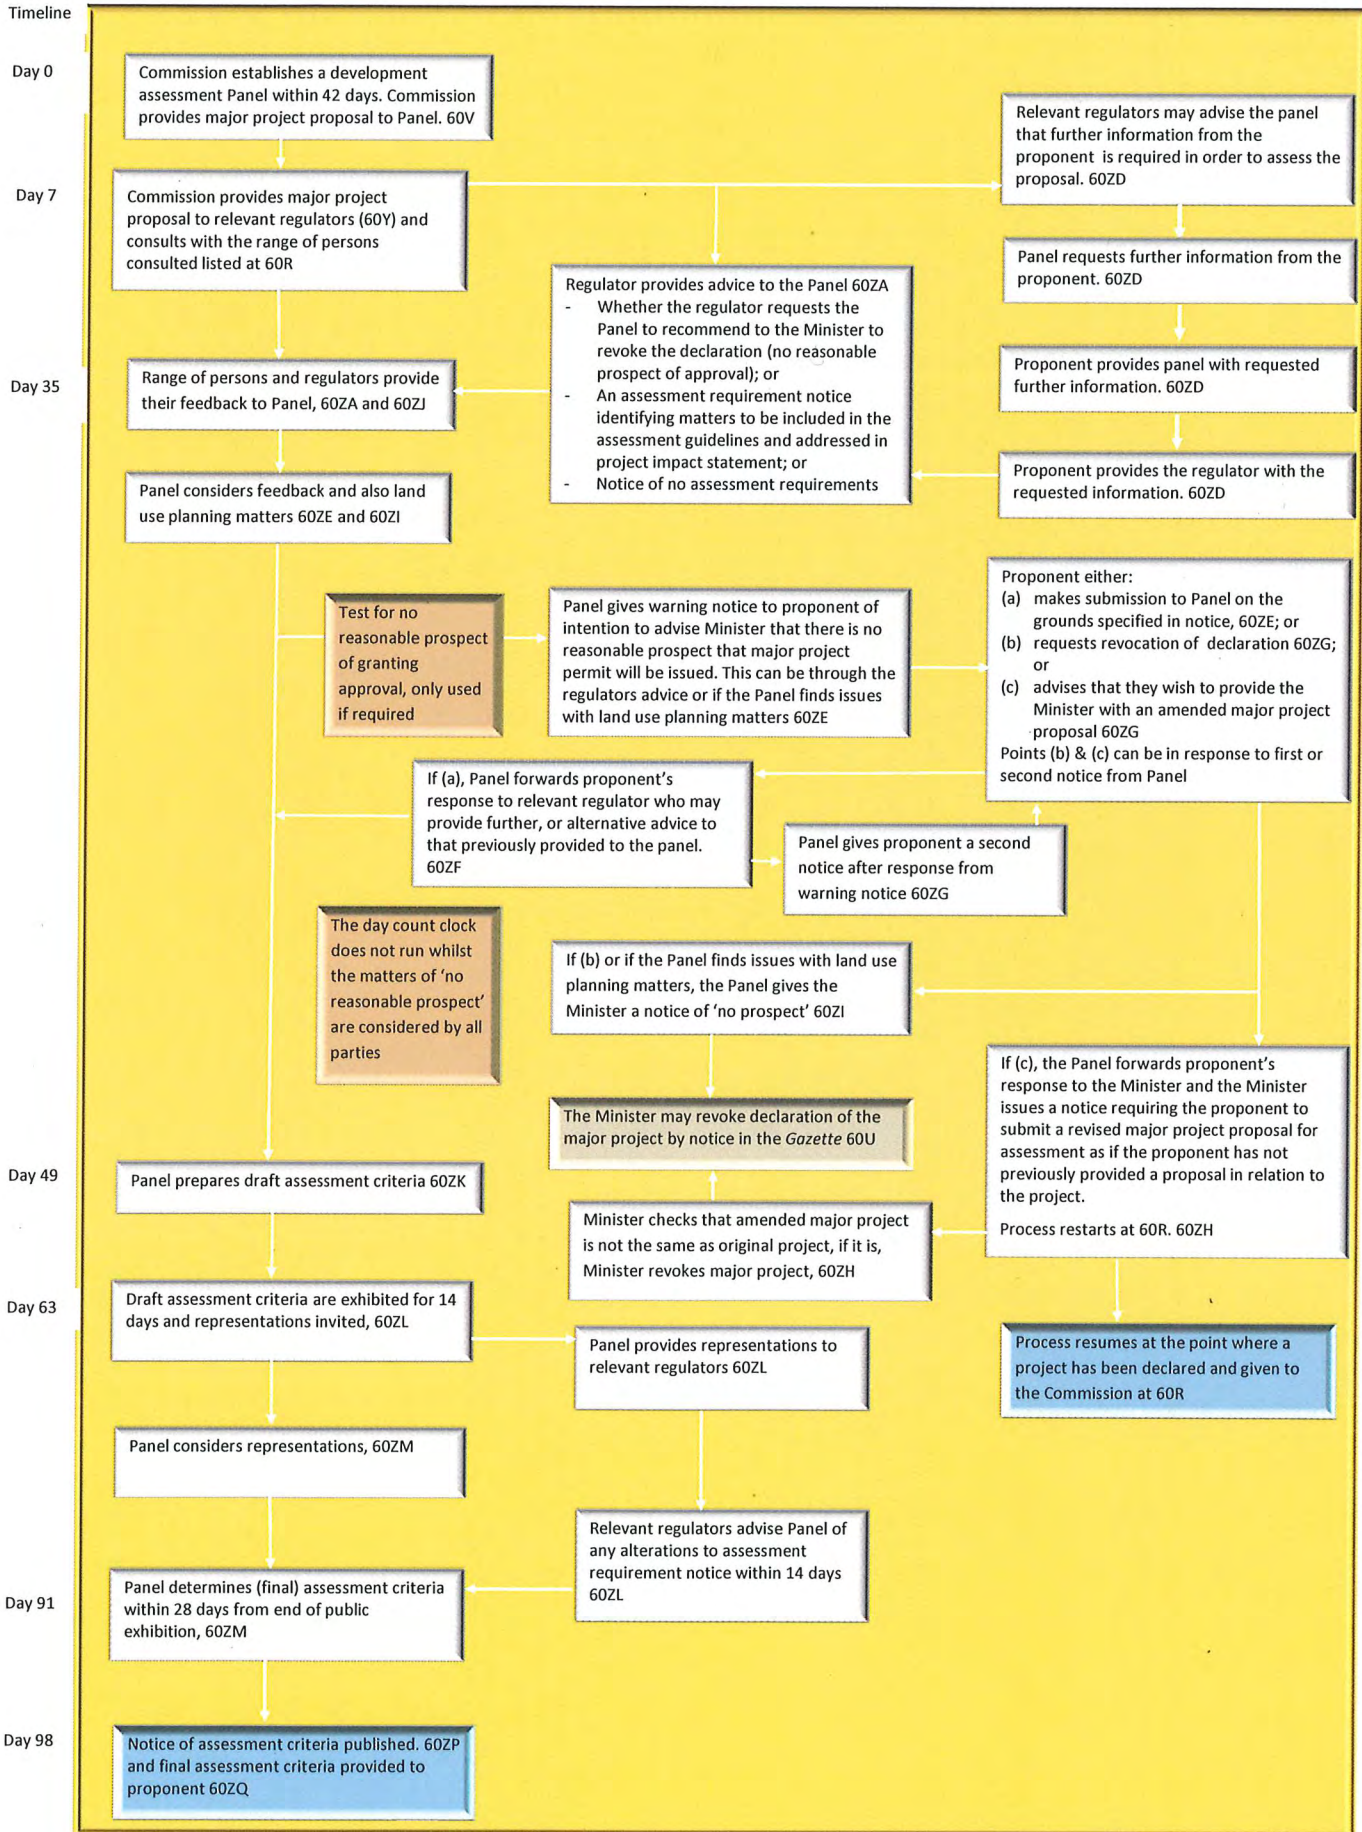 Timeline
Day 0
Commission establishes a development
assessment Panel within 42 days. Commission
provides major project proposal to Panel. 60V
Relevant regulators may advise the panel
that further information from the
proponent is required in order to assess the
proposal. 60ZD
Day 7
Commission provides major project
proposal to relevant regulators (60Y) and
consults with the range of persons
consulted listed at 60R
Panel requests further information from the
proponent. 60ZD
Regulator provides advice to the Panel 60ZA
- Whether the regulator requests the
Panel to recommend to the Minister to
revoke the declaration (no reasonable
prospect of approval); or
- An assessment requirement notice
identifying matters to be included in the
assessment guidelines and addressed in
project impact statement; or
- Notice of no assessment requirements
Day 35
Range of persons and regulators provide
their feedback to Panel, 60ZA and 60ZJ
Proponent provides panel with requested
further information. 60ZD
Proponent provides the regulator with the
requested information. 60ZD
Panel considers feedback and also land
use planning matters 60ZE and 60ZI
Test for no
reasonable prospect
of granting
approval, only used
if required
Panel gives warning notice to proponent of
intention to advise Minister that there is no
reasonable prospect that major project
permit will be issued. This can be through the
regulators advice or if the Panel finds issues
with land use planning matters 60ZE
Proponent either:
(a) makes submission to Panel on the
grounds specified in notice, 60ZE; or
(b) requests revocation of declaration 60ZG;
or
(c) advises that they wish to provide the
Minister with an amended major project
proposal 60ZG
Points (b) & (c) can be in response to first or
second notice from Panel
If (a), Panel forwards proponent's
response to relevant regulator who may
provide further, or alternative advice to
that previously provided to the panel.
60ZF
Panel gives proponent a second
notice after response from
warning notice 60ZG
The day count clock
does not run whilst
the matters of 'no
reasonable prospect'
are considered by all
parties
If (b) or if the Panel finds issues with land use
planning matters, the Panel gives the
Minister a notice of 'no prospect' 60ZI
If (c), the Panel forwards proponent's
response to the Minister and the Minister
issues a notice requiring the proponent to
submit a revised major project proposal for
assessment as if the proponent has not
previously provided a proposal in relation to
the project.
Process restarts at 60R. 60ZH
The Minister may revoke declaration of the
major project by notice in the Gazette 60U
Day 49
Panel prepares draft assessment criteria 60ZK
Minister checks that amended major project
is not the same as original project, if it is,
Minister revokes major project, 60ZH
Day 63
Draft assessment criteria are exhibited for 14
days and representations invited, 60ZL
Panel provides representations to
relevant regulators 60ZL
Process resumes at the point where a
project has been declared and given to
the Commission at 60R
Panel considers representations, 60ZM
Relevant regulators advise Panel of
any alterations to assessment
requirement notice within 14 days
60ZL
Day 91
Panel determines (final) assessment criteria
within 28 days from end of public
exhibition, 60ZM
Day 98
Notice of assessment criteria published. 60ZP
and final assessment criteria provided to
proponent 60ZQ